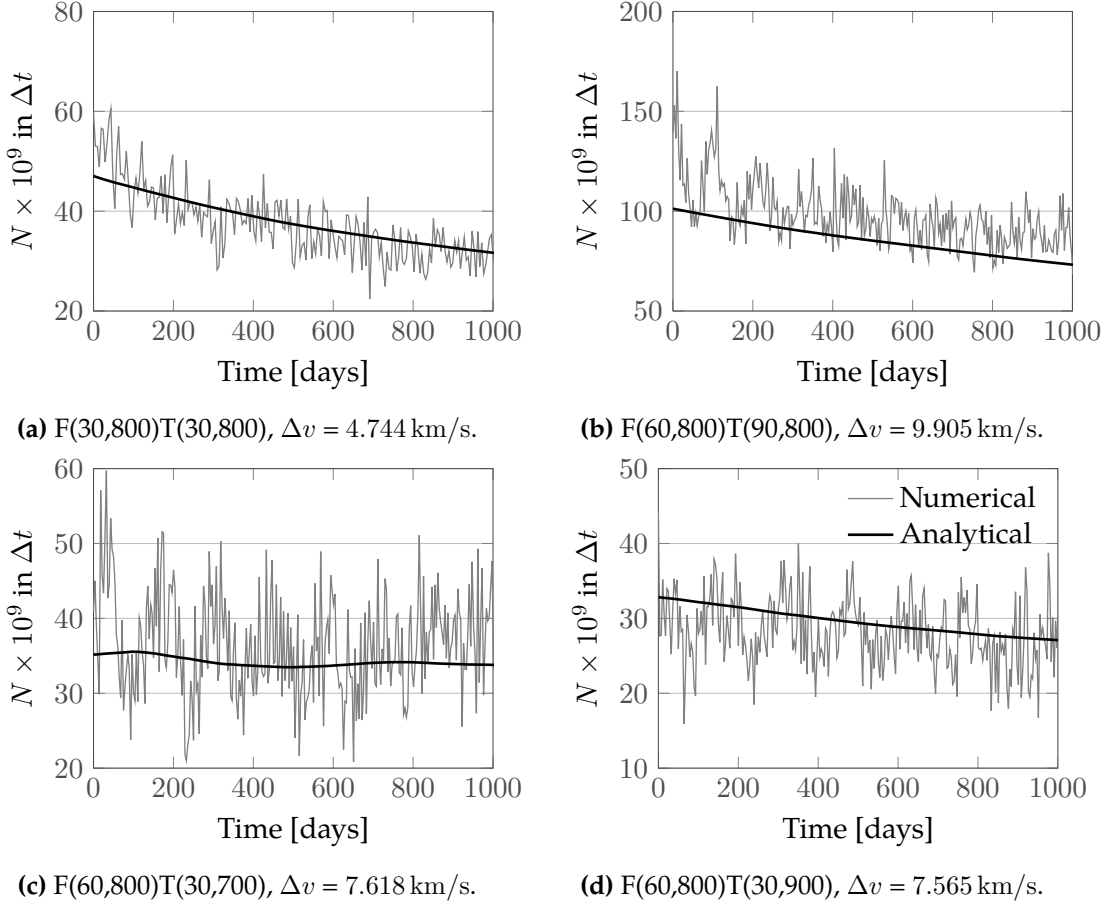 80
60
40
20
0 200 400 600 800 1000
N × 10^9 in Δt
Time [days]
(a) F(30,800)T(30,800), Δv = 4.744 km/s.
200
150
100
50
0 200 400 600 800 1000
N × 10^9 in Δt
Time [days]
(b) F(60,800)T(90,800), Δv = 9.905 km/s.
60
50
40
30
20
0 200 400 600 800 1000
N × 10^9 in Δt
Time [days]
(c) F(60,800)T(30,700), Δv = 7.618 km/s.
50
40
30
20
10
0 200 400 600 800 1000
N × 10^9 in Δt
Time [days]
Numerical
Analytical
(d) F(60,800)T(30,900), Δv = 7.565 km/s.